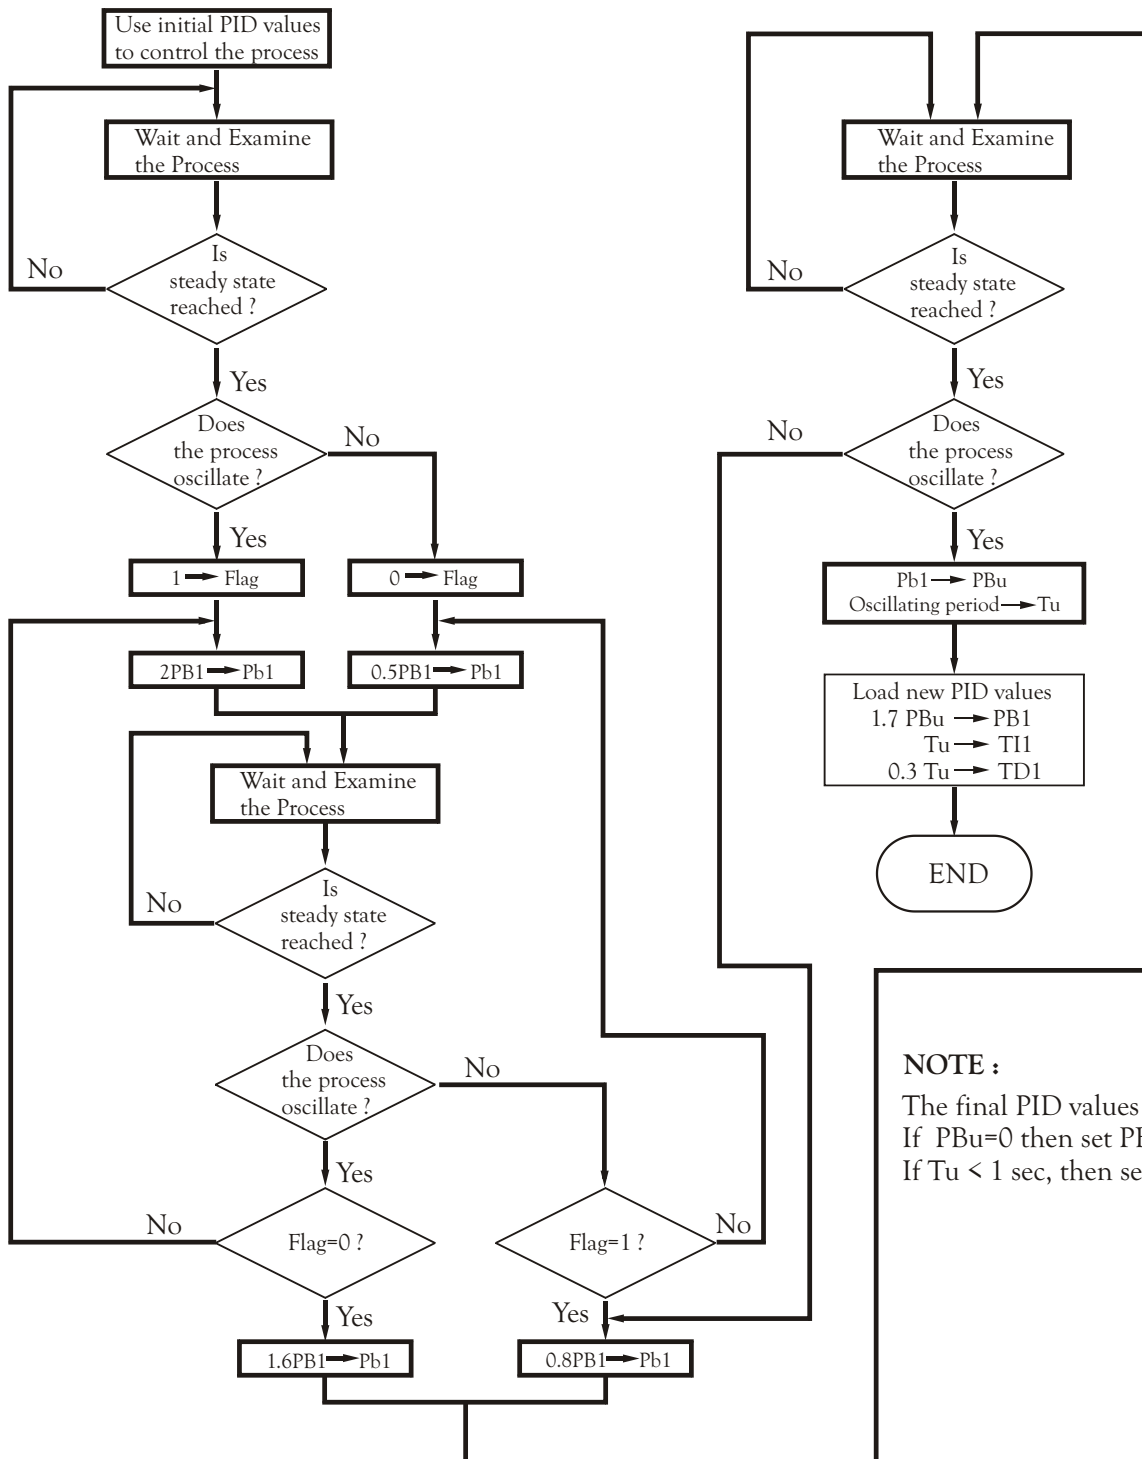 Use initial PID values
to control the process
Wait and Examine
the Process
Is
steady state
reached ?
No
Yes
Does
the process
oscillate ?
No
Yes
1 → Flag
0 → Flag
2PB1 → Pb1
0.5PB1 → Pb1
Wait and Examine
the Process
Is
steady state
reached ?
No
Yes
Does
the process
oscillate ?
No
Yes
Flag=0 ?
No
Yes
Flag=1 ?
No
Yes
1.6PB1 → Pb1
0.8PB1 → Pb1
Wait and Examine
the Process
Is
steady state
reached ?
No
Yes
Does
the process
oscillate ?
No
Yes
Pb1 → PBu
Oscillating period → Tu
Load new PID values
1.7 PBu → PB1
Tu → TI1
0.3 Tu → TD1
END
NOTE :
The final PID values
If PBu=0 then set
If Tu < 1 sec, then